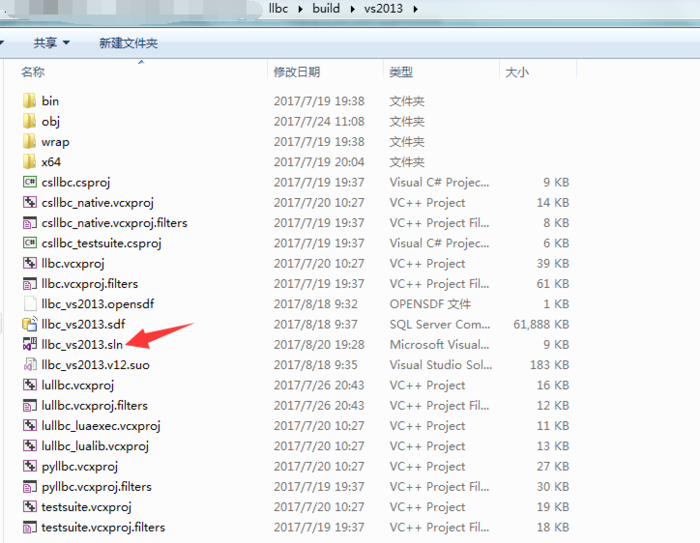 llbc ▸ build ▸ vs2013 ▸
共享 ▼ 新建文件夹
名称 修改日期 类型 大小
bin 2017/7/19 19:38 文件夹
obj 2017/7/24 11:08 文件夹
wrap 2017/7/19 19:38 文件夹
x64 2017/7/19 20:04 文件夹
csllbc.csproj 2017/7/19 19:37 Visual C# Projec... 9 KB
csllbc_native.vcxproj 2017/7/20 10:27 VC++ Project 14 KB
csllbc_native.vcxproj.filters 2017/7/19 19:37 VC++ Project Fil... 8 KB
csllbc_testsuite.csproj 2017/7/19 19:37 Visual C# Projec... 6 KB
llbc.vcxproj 2017/7/20 10:27 VC++ Project 39 KB
llbc.vcxproj.filters 2017/7/19 19:37 VC++ Project Fil... 61 KB
llbc_vs2013.opensdf 2017/8/18 9:32 OPENSDF 文件 1 KB
llbc_vs2013.sdf 2017/8/18 9:37 SQL Server Com... 61,888 KB
llbc_vs2013.sln 2017/8/20 19:28 Microsoft Visual... 9 KB
llbc_vs2013.v12.suo 2017/8/18 9:35 Visual Studio Sol... 183 KB
lullbc.vcxproj 2017/7/26 20:43 VC++ Project 16 KB
lullbc.vcxproj.filters 2017/7/26 20:43 VC++ Project Fil... 12 KB
lullbc_luaexec.vcxproj 2017/7/20 10:27 VC++ Project 11 KB
lullbc_lualib.vcxproj 2017/7/20 10:27 VC++ Project 13 KB
pyllbc.vcxproj 2017/7/20 10:27 VC++ Project 27 KB
pyllbc.vcxproj.filters 2017/7/19 19:37 VC++ Project Fil... 30 KB
testsuite.vcxproj 2017/7/20 10:27 VC++ Project 19 KB
testsuite.vcxproj.filters 2017/7/19 19:37 VC++ Project Fil... 18 KB